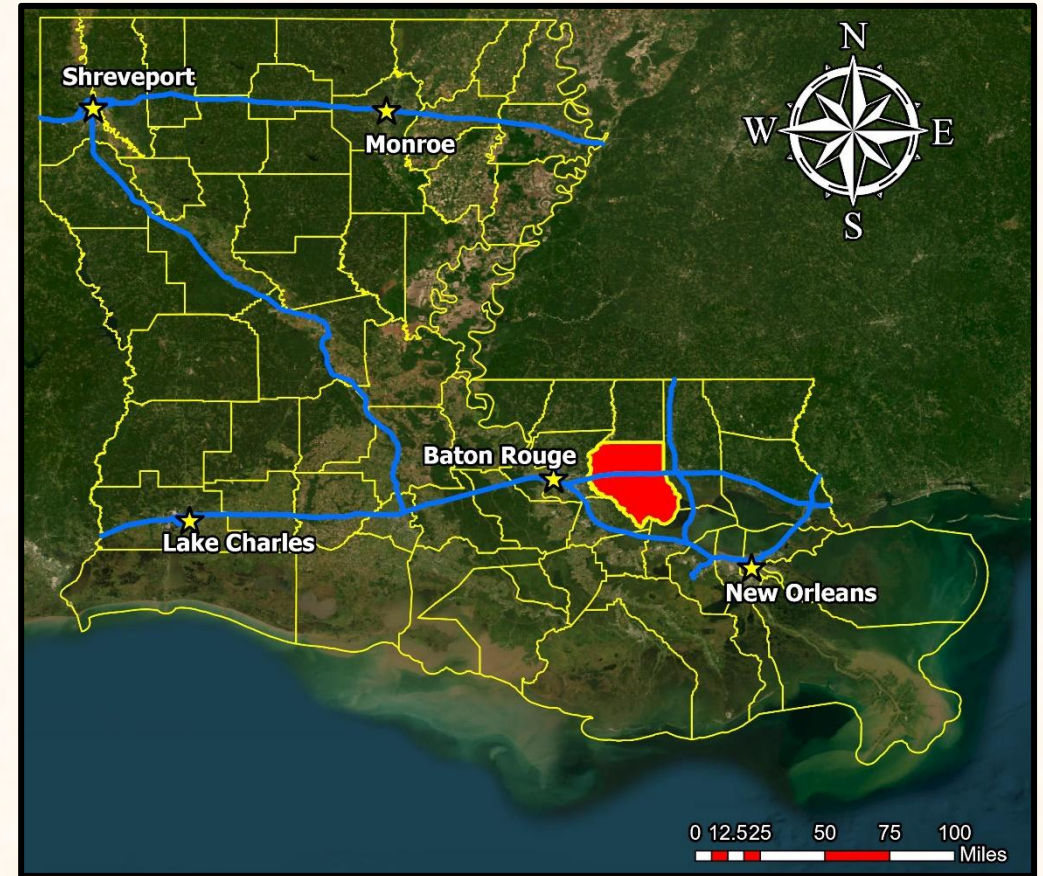 N
Shreveport
W E
Monroe
S
Baton Rouge
Lake Charles
New Orleans
0 12.525 50 75 100
Miles